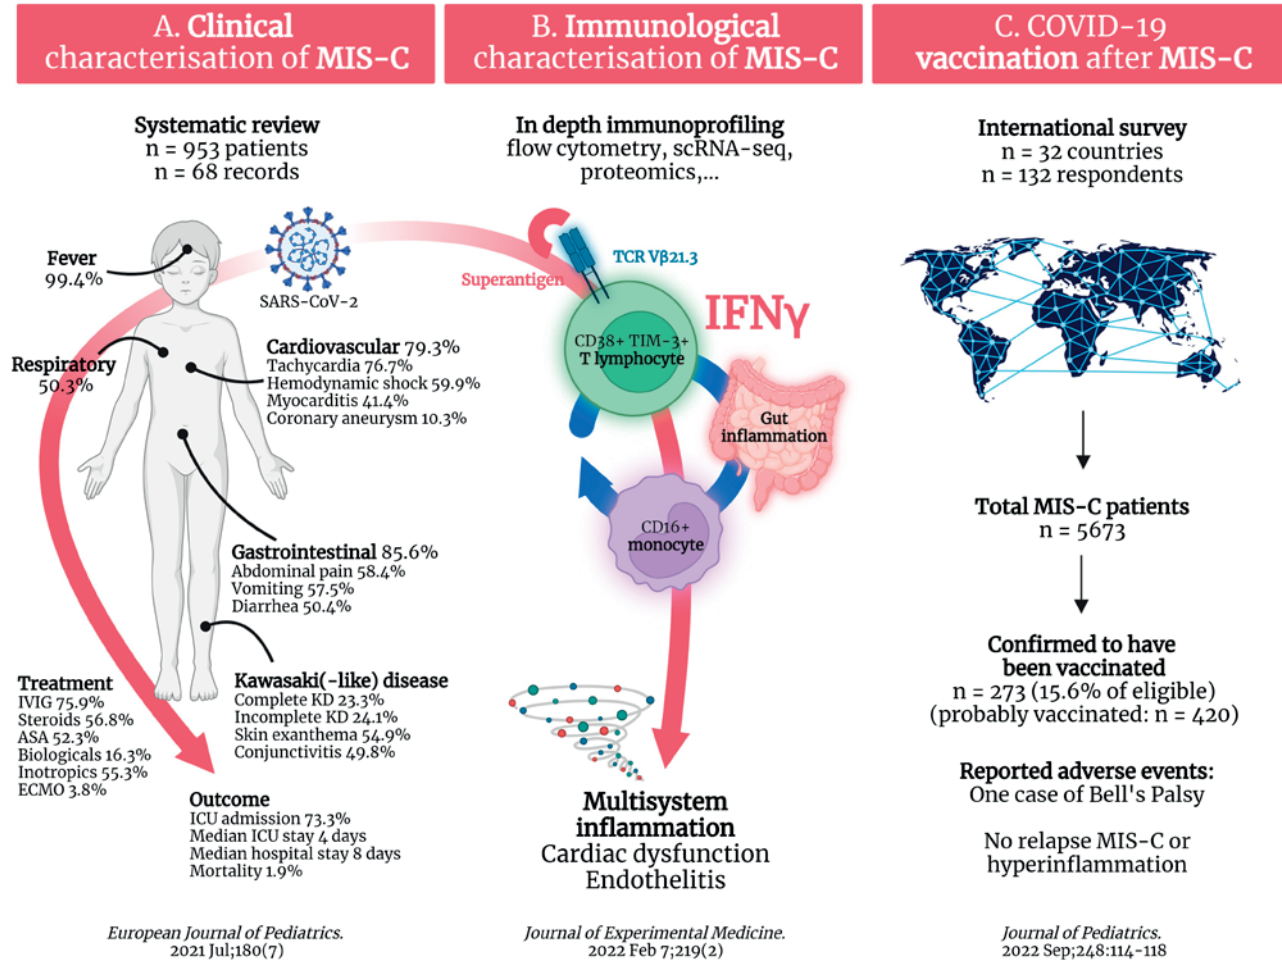 A. Clinical
characterisation of MIS-C
Systematic review
n = 953 patients
n = 68 records
Fever
99.4%
SARS-CoV-2
Respiratory
50.3%
Cardiovascular 79.3%
Tachycardia 76.7%
Hemodynamic shock 59.9%
Myocarditis 41.4%
Coronary aneurysm 10.3%
Gastrointestinal 85.6%
Abdominal pain 58.4%
Vomiting 57.5%
Diarrhea 50.4%
Kawasaki(-like) disease
Complete KD 23.3%
Incomplete KD 24.1%
Skin exanthema 54.9%
Conjunctivitis 49.8%
Treatment
IVIG 75.9%
Steroids 56.8%
ASA 52.3%
Biologicals 16.3%
Inotropics 55.3%
ECMO 3.8%
Outcome
ICU admission 73.3%
Median ICU stay 4 days
Median hospital stay 8 days
Mortality 1.9%
European Journal of Pediatrics.
2021 Jul;180(7)
B. Immunological
characterisation of MIS-C
In depth immunoprofiling
flow cytometry, scRNA-seq,
proteomics,...
Superantigen
TCR Vβ21.3
IFNγ
CD38+ TIM-3+
T lymphocyte
Gut
inflammation
CD16+
monocyte
Multisystem
inflammation
Cardiac dysfunction
Endothelitis
Journal of Experimental Medicine.
2022 Feb 7;219(2)
C. COVID-19
vaccination after MIS-C
International survey
n = 32 countries
n = 132 respondents
Total MIS-C patients
n = 5673
Confirmed to have
been vaccinated
n = 273 (15.6% of eligible)
(probably vaccinated: n = 420)
Reported adverse events:
One case of Bell's Palsy
No relapse MIS-C or
hyperinflammation
Journal of Pediatrics.
2022 Sep;248:114-118